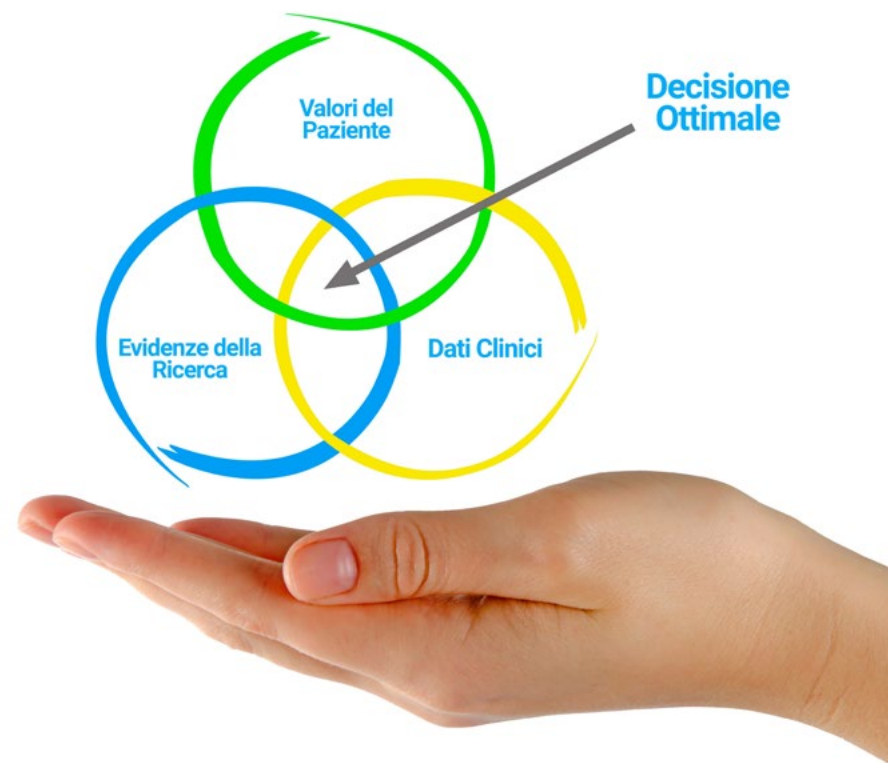 Valori del
Paziente
Decisione
Ottimale
Evidenze della
Ricerca
Dati Clinici